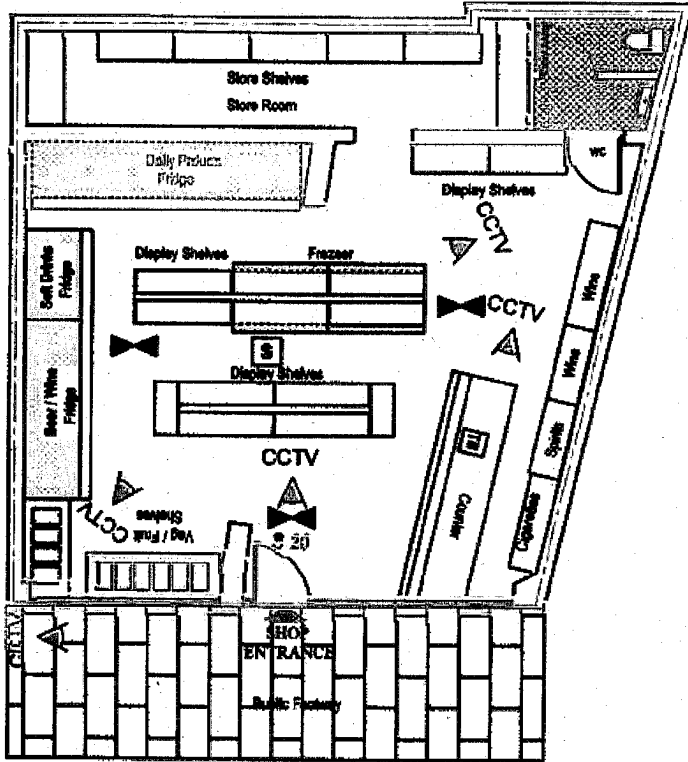 Store Shelves
Store Room
Daily Produce
Fridge
WC
Display Shelves
CCTV
Display Shelves
Frezeer
CCTV
Soft Drinks
Fridge
Wine
S
Display Shelves
Beer / Wine
Fridge
Wine
Till
Spirits
CCTV
Counter
Cigarettes
CCTV
Veg / Fruit
Shelves
S 20
CCTV
SHOP
ENTRANCE
Public Footway